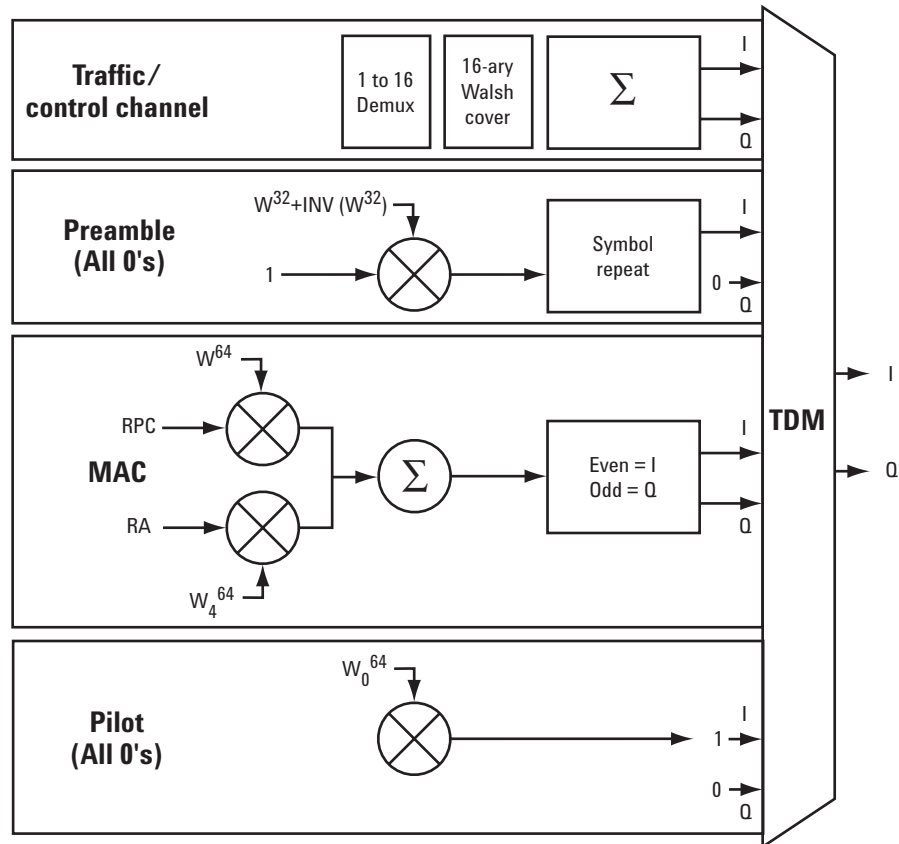 Traffic/
control channel
1 to 16
Demux
16-ary
Walsh
cover
Σ
I
Q
Preamble
(All 0's)
W³²+INV (W³²)
1
Symbol
repeat
I
0
Q
MAC
W⁶⁴
RPC
RA
W₄⁶⁴
Σ
Even = I
Odd = Q
I
Q
Pilot
(All 0's)
W₀⁶⁴
I
1
0
Q
TDM
I
Q